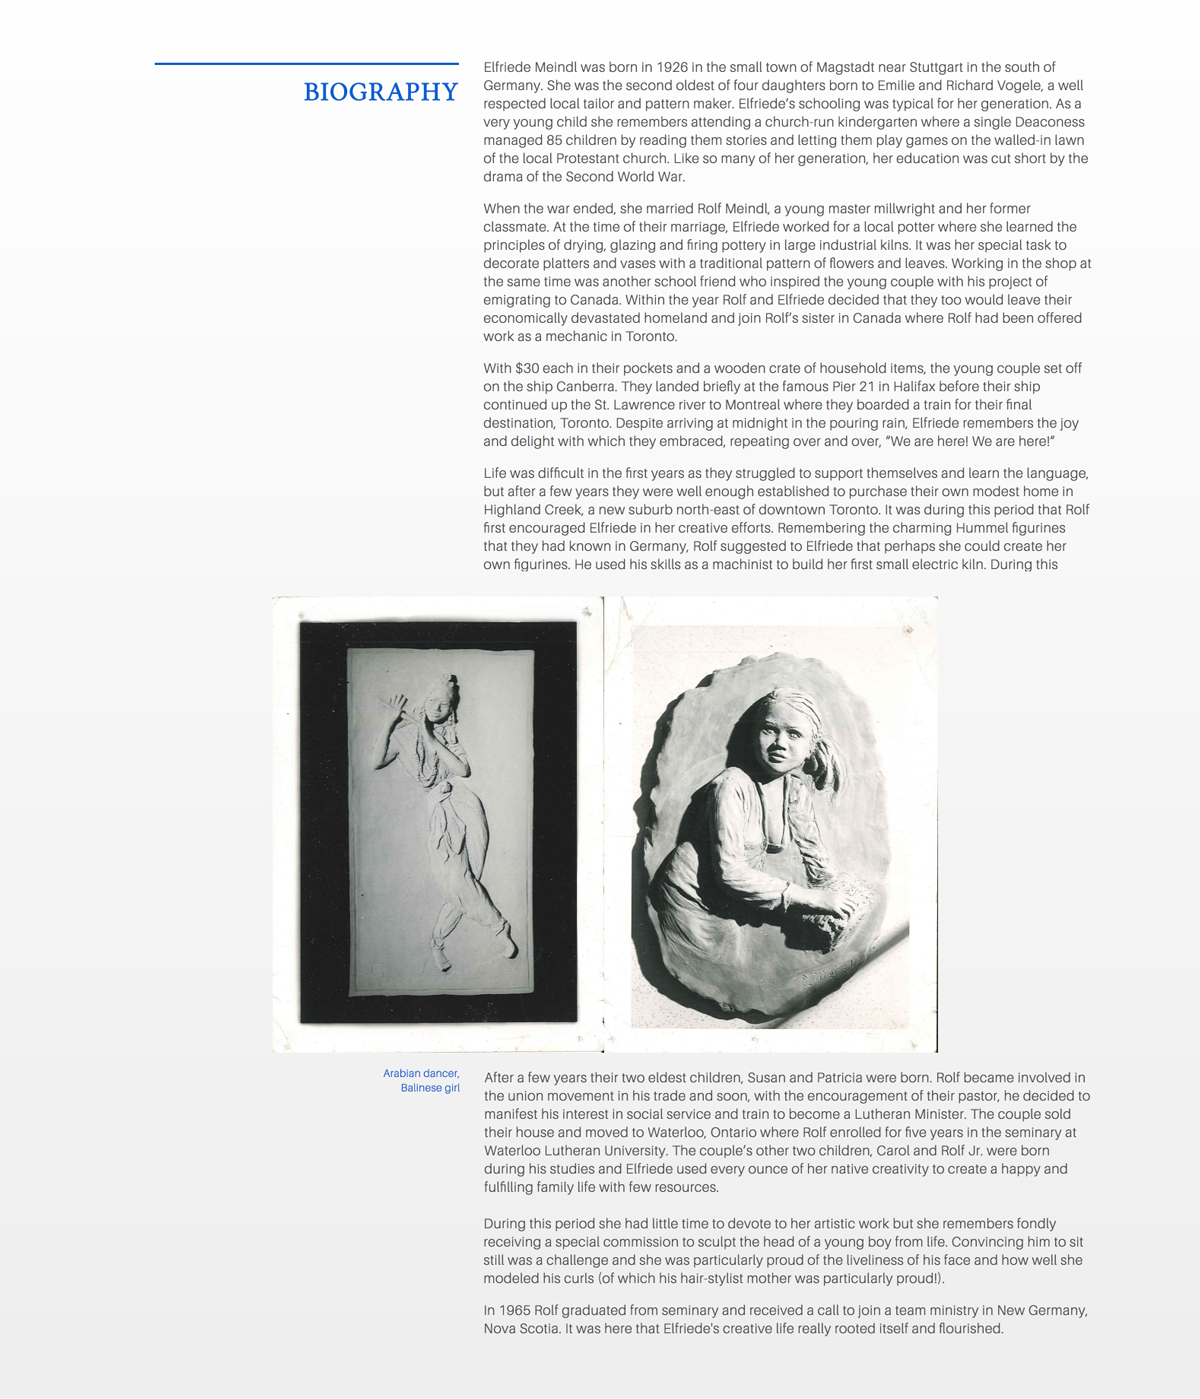 BIOGRAPHY
Elfriede Meindl was born in 1926 in the small town of Magstadt near Stuttgart in the south of
Germany. She was the second oldest of four daughters born to Emilie and Richard Vogele, a well
respected local tailor and pattern maker. Elfriede’s schooling was typical for her generation. As a
very young child she remembers attending a church-run kindergarten where a single Deaconess
managed 85 children by reading them stories and letting them play games on the walled-in lawn
of the local Protestant church. Like so many of her generation, her education was cut short by the
drama of the Second World War.
When the war ended, she married Rolf Meindl, a young master millwright and her former
classmate. At the time of their marriage, Elfriede worked for a local potter where she learned the
principles of drying, glazing and firing pottery in large industrial kilns. It was her special task to
decorate platters and vases with a traditional pattern of flowers and leaves. Working in the shop at
the same time was another school friend who inspired the young couple with his project of
emigrating to Canada. Within the year Rolf and Elfriede decided that they too would leave their
economically devastated homeland and join Rolf’s sister in Canada where Rolf had been offered
work as a mechanic in Toronto.
With $30 each in their pockets and a wooden crate of household items, the young couple set off
on the ship Canberra. They landed briefly at the famous Pier 21 in Halifax before their ship
continued up the St. Lawrence river to Montreal where they boarded a train for their final
destination, Toronto. Despite arriving at midnight in the pouring rain, Elfriede remembers the joy
and delight with which they embraced, repeating over and over, “We are here! We are here!”
Life was difficult in the first years as they struggled to support themselves and learn the language,
but after a few years they were well enough established to purchase their own modest home in
Highland Creek, a new suburb north-east of downtown Toronto. It was during this period that Rolf
first encouraged Elfriede in her creative efforts. Remembering the charming Hummel figurines
that they had known in Germany, Rolf suggested to Elfriede that perhaps she could create her
own figurines. He used his skills as a machinist to build her first small electric kiln. During this
Arabian dancer,
Balinese girl
After a few years their two eldest children, Susan and Patricia were born. Rolf became involved in
the union movement in his trade and soon, with the encouragement of their pastor, he decided to
manifest his interest in social service and train to become a Lutheran Minister. The couple sold
their house and moved to Waterloo, Ontario where Rolf enrolled for five years in the seminary at
Waterloo Lutheran University. The couple’s other two children, Carol and Rolf Jr. were born
during his studies and Elfriede used every ounce of her native creativity to create a happy and
fulfilling family life with few resources.
During this period she had little time to devote to her artistic work but she remembers fondly
receiving a special commission to sculpt the head of a young boy from life. Convincing him to sit
still was a challenge and she was particularly proud of the liveliness of his face and how well she
modeled his curls (of which his hair-stylist mother was particularly proud!).
In 1965 Rolf graduated from seminary and received a call to join a team ministry in New Germany,
Nova Scotia. It was here that Elfriede's creative life really rooted itself and flourished.